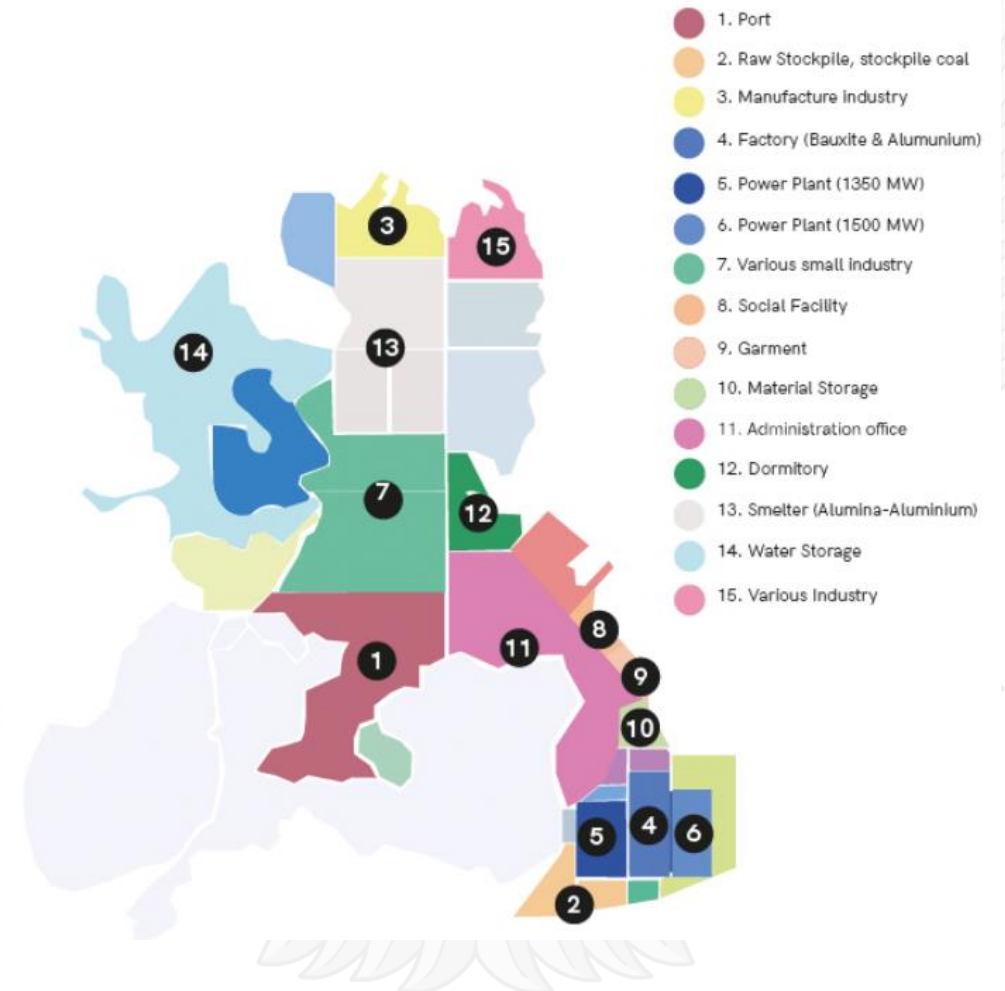 1. Port
2. Raw Stockpile, stockpile coal
3. Manufacture industry
4. Factory (Bauxite & Alumunium)
5. Power Plant (1350 MW)
6. Power Plant (1500 MW)
7. Various small industry
8. Social Facility
9. Garment
10. Material Storage
11. Administration office
12. Dormitory
13. Smelter (Alumina-Aluminium)
14. Water Storage
15. Various Industry
3
15
13
14
7
12
8
11
1
9
10
4
5
6
2